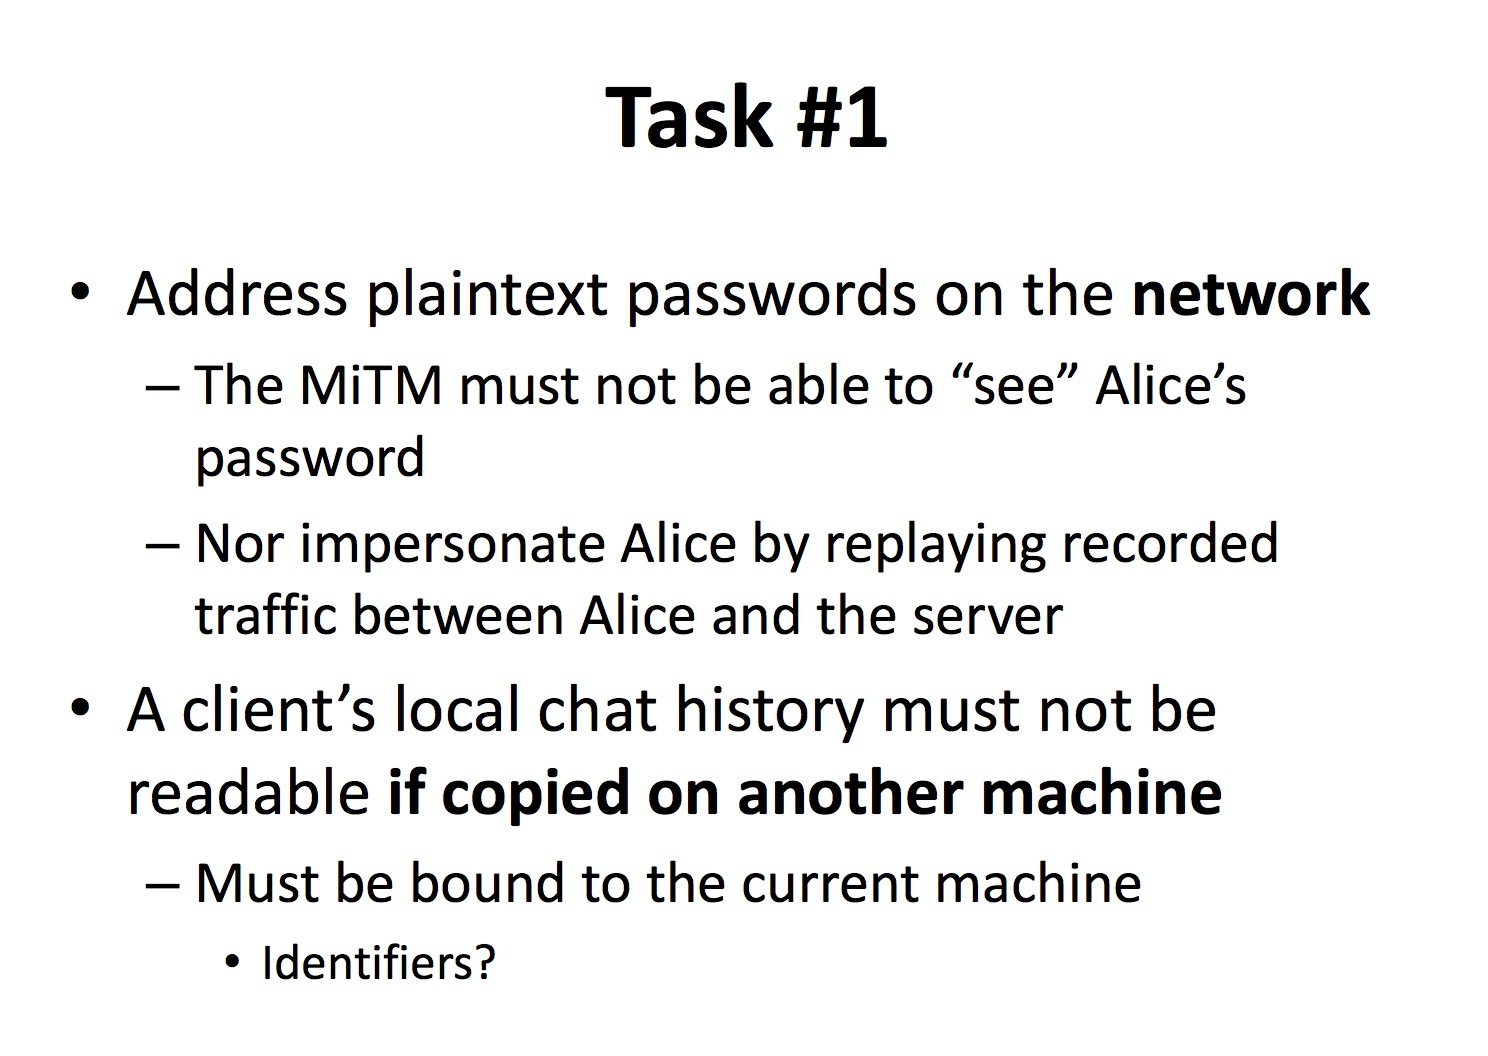 Task #1
• Address plaintext passwords on the network
– The MiTM must not be able to “see” Alice’s
password
– Nor impersonate Alice by replaying recorded
traffic between Alice and the server
• A client’s local chat history must not be
readable if copied on another machine
– Must be bound to the current machine
• Identifiers?